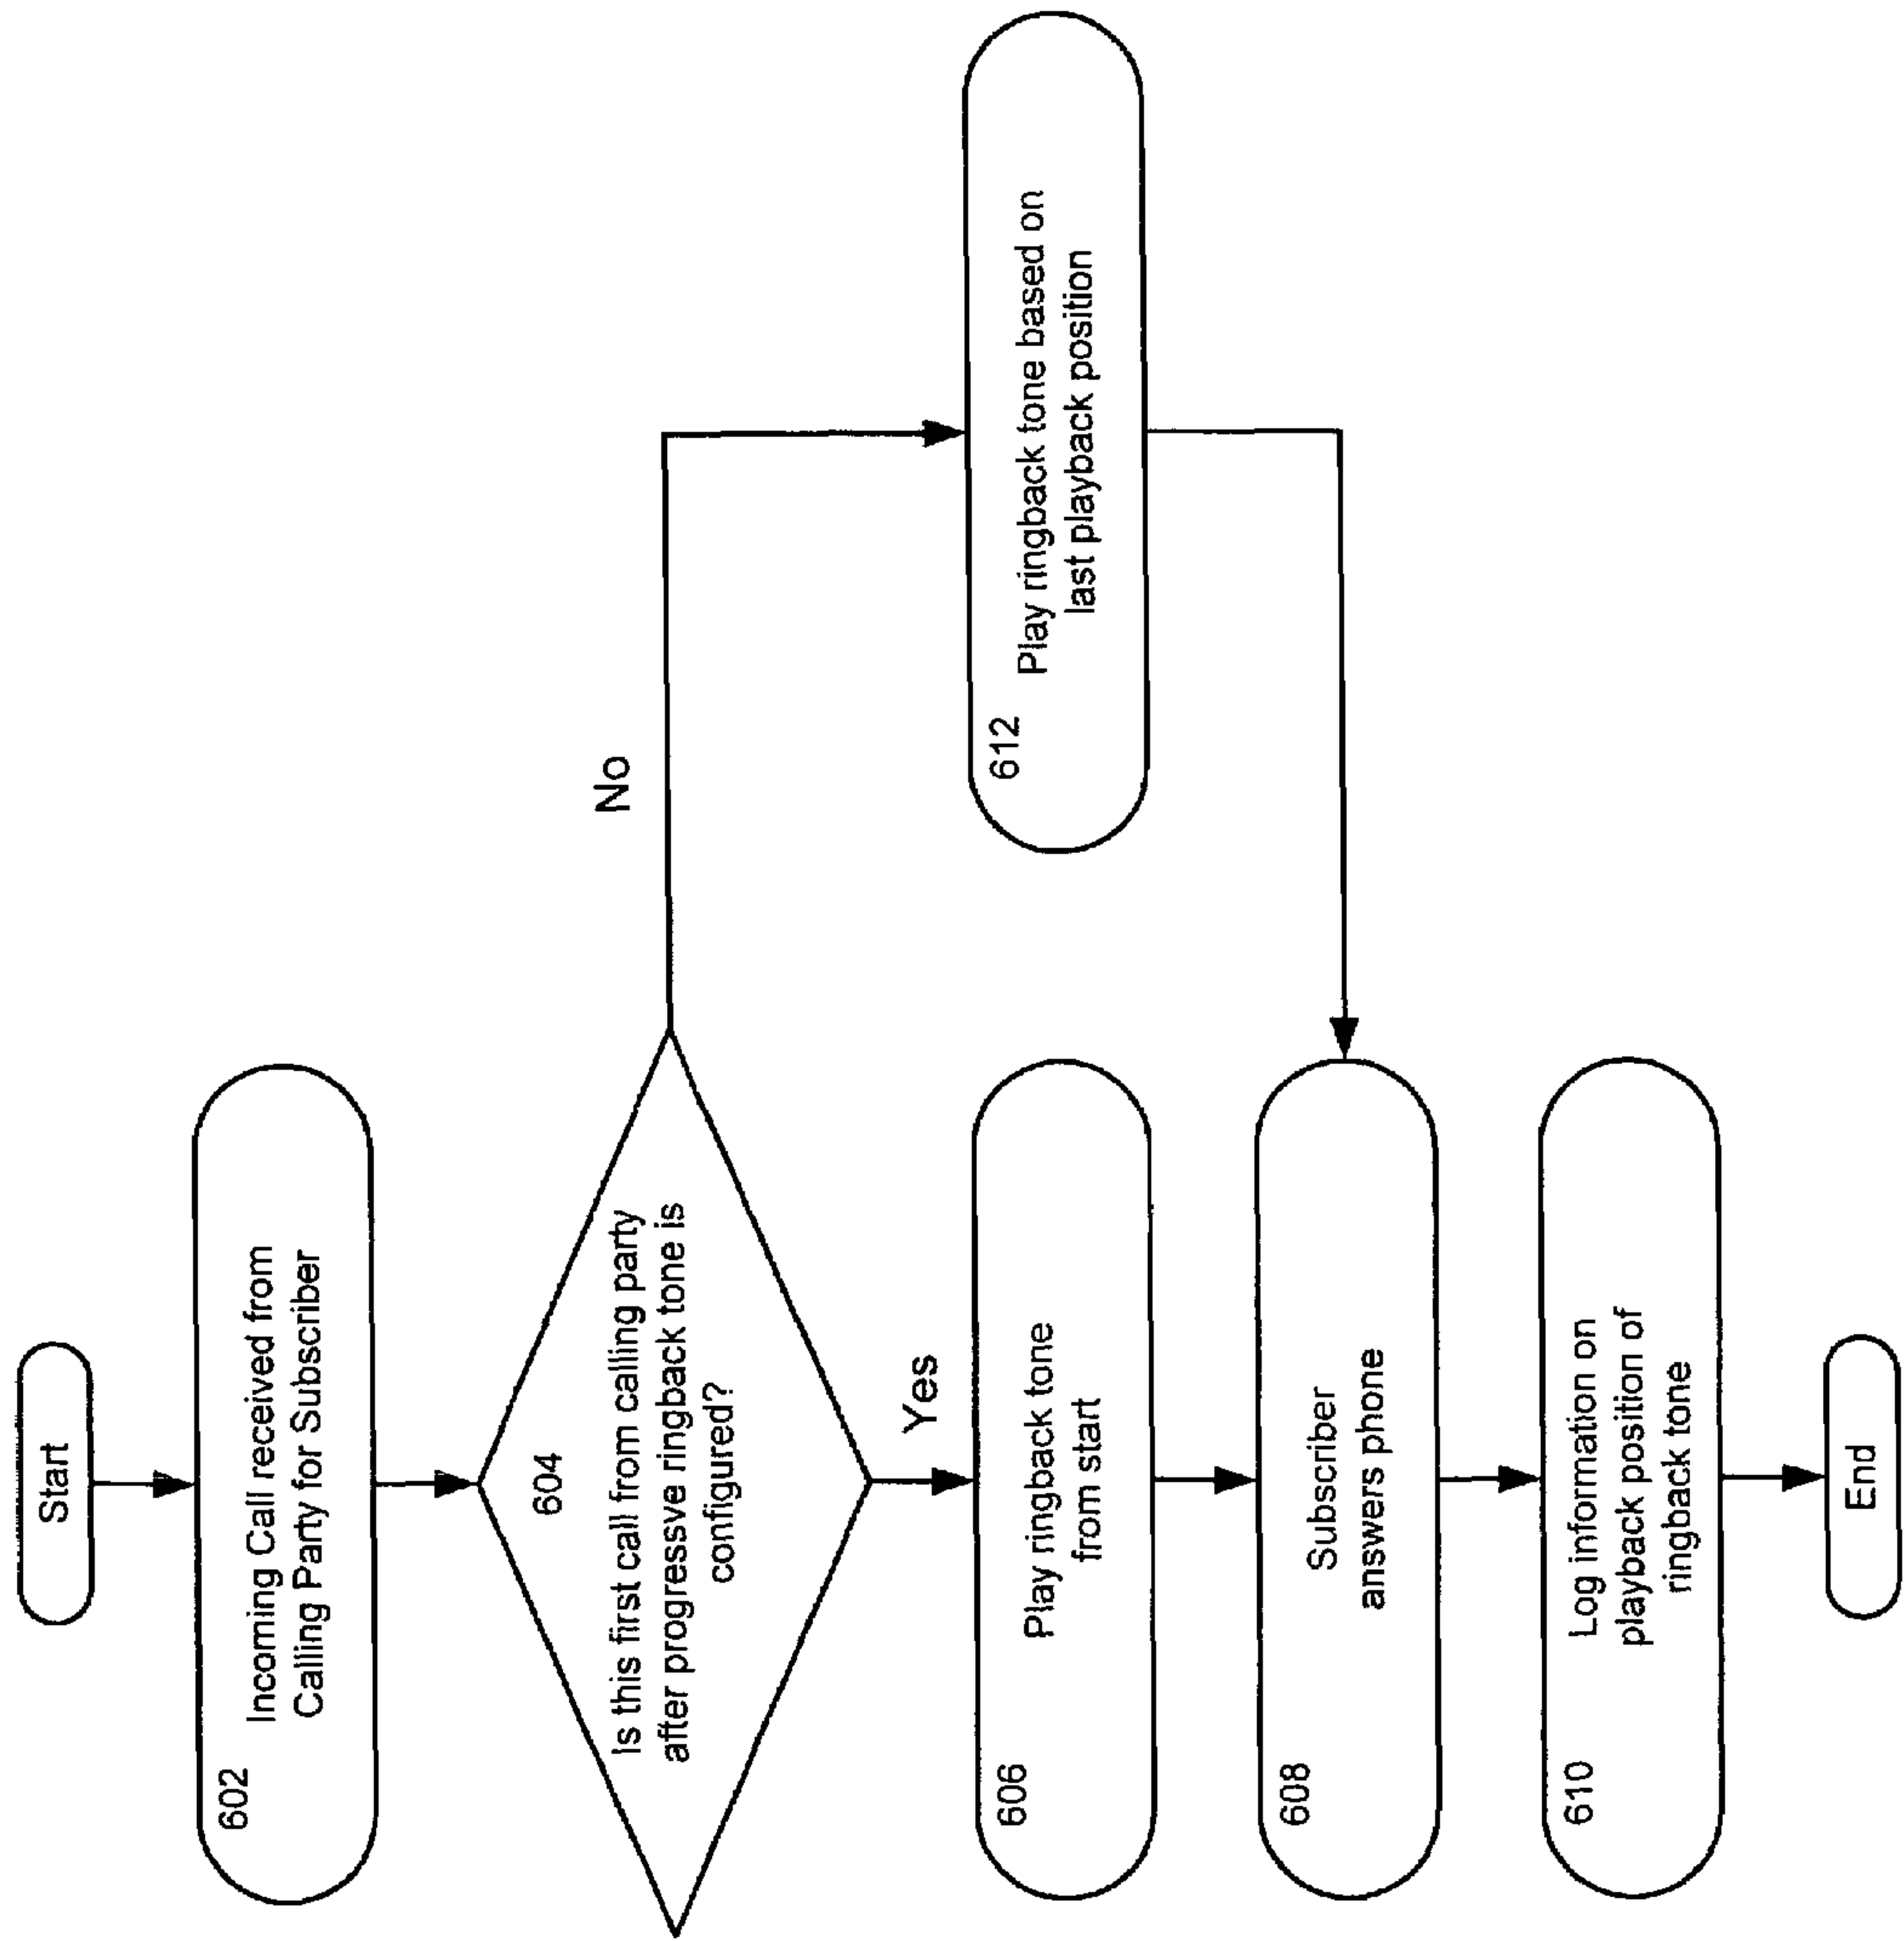 Start
602
Incoming Call received from
Calling Party for Subscriber
604
Is this first call from calling party
after progressive ringback tone is
configured?
No
Yes
606
Play ringback tone
from start
612
Play ringback tone based on
last playback position
608
Subscriber
answers phone
610
Log information on
playback position of
ringback tone
End